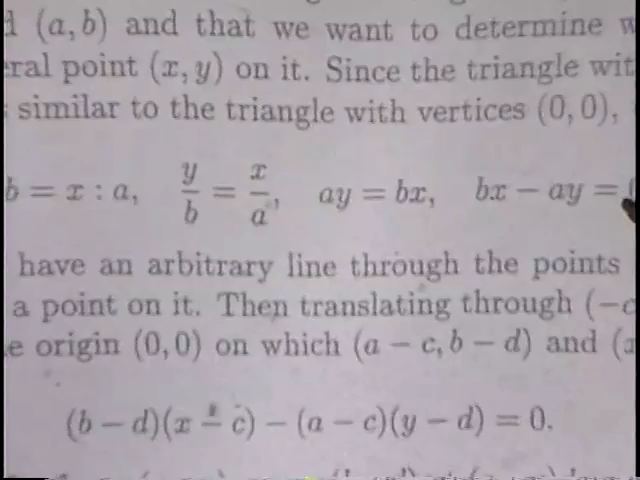 (a, b) and that we want to determine
point (x, y) on it. Since the triangle
similar to the triangle with vertices (0, 0),
b = x : a, y/b = x/a, ay = bx, bx − ay =
have an arbitrary line through the points
a point on it. Then translating through (−c
origin (0, 0) on which (a − c, b − d) and
(b − d)(x − c) − (a − c)(y − d) = 0.